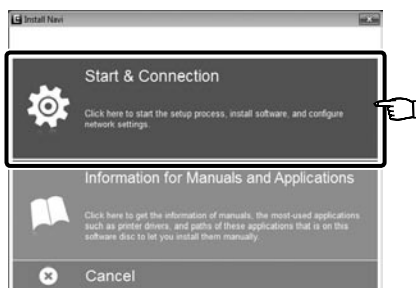 Install Navi
Start & Connection
Click here to start the setup process, install software, and configure
network settings.
Information for Manuals and Applications
Click here to get the information of manuals, the most-used applications
such as printer drivers, and paths of these applications that is on this
software disc to let you install them manually.
Cancel